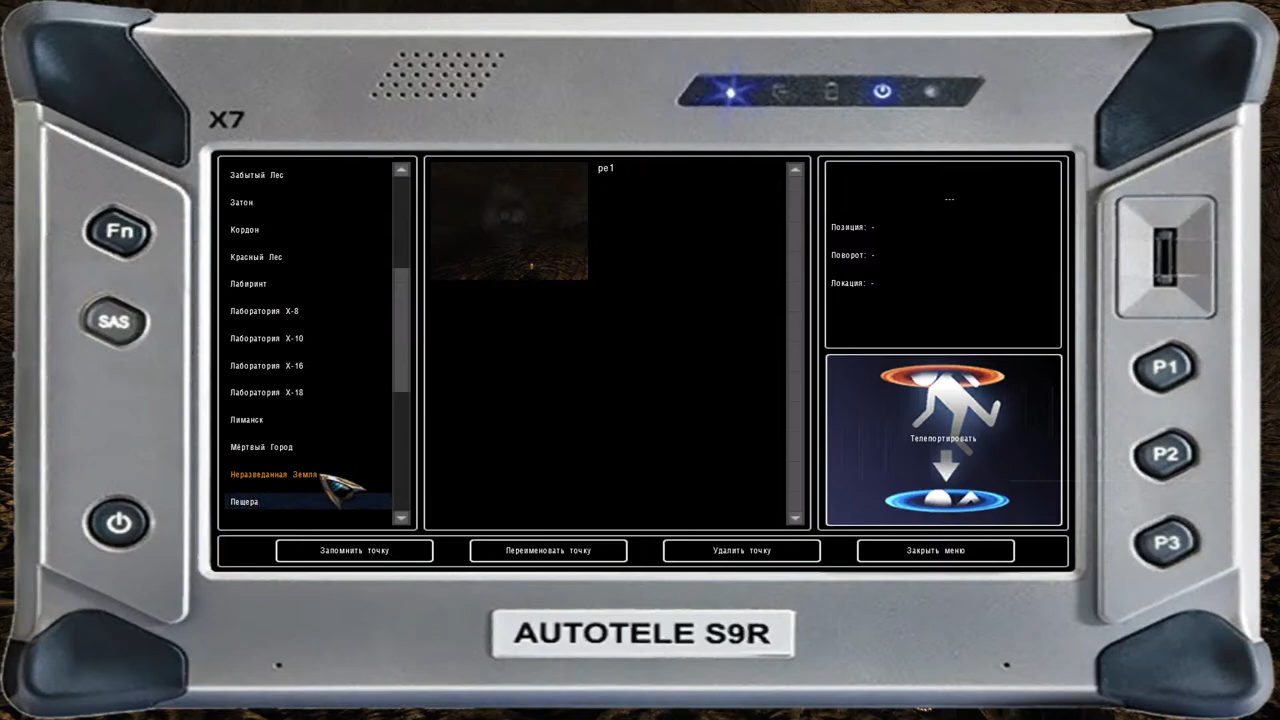 X7
Fn
SAS
Забытый Лес
Затон
Кордон
Красный Лес
Лабиринт
Лаборатория Х-8
Лаборатория Х-10
Лаборатория Х-16
Лаборатория Х-18
Лиманск
Мёртвый Город
Неразведанная Земля
Пещера
pe1
---
Позиция: -
Поворот: -
Локация: -
Телепортировать
P1
P2
P3
Запомнить точку
Переименовать точку
Удалить точку
Закрыть меню
AUTOTELE S9R